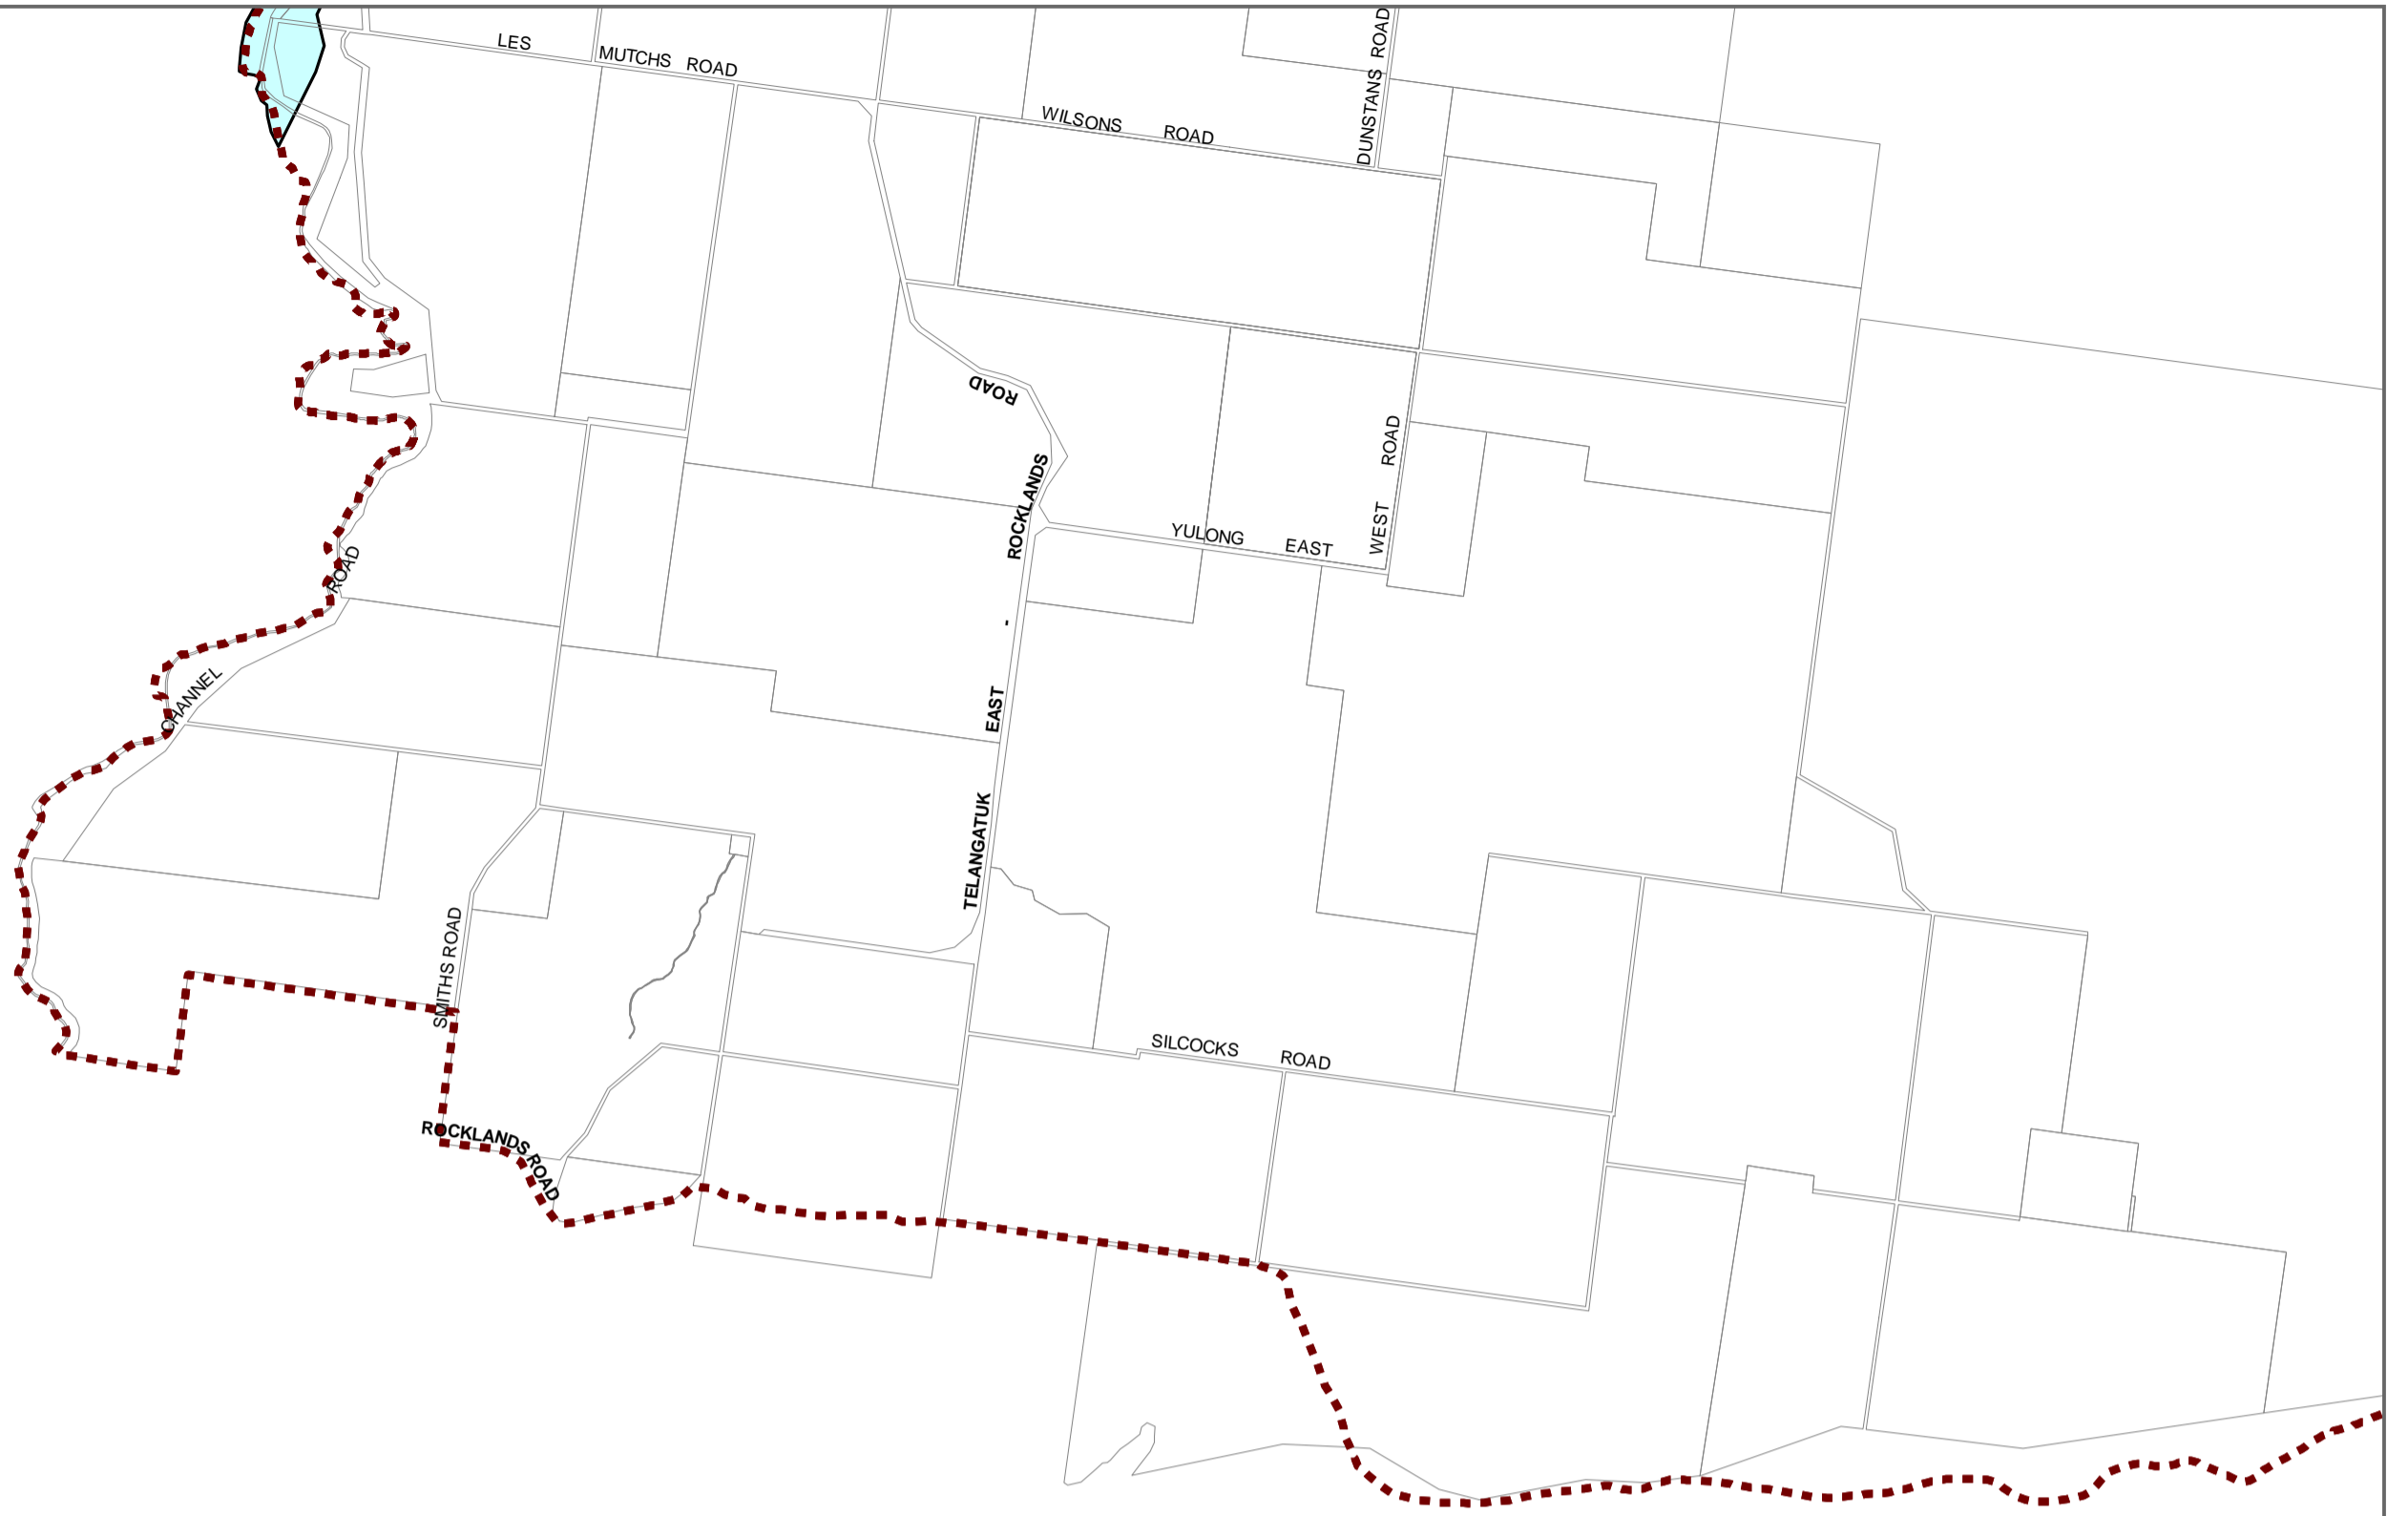 LES MUTCHS ROAD
WILSONS ROAD
DUNSTANS ROAD
ROAD
ROCKLANDS
-
EAST
TELANGATUK
YULONG EAST
WEST ROAD
CHANNEL ROAD
SMITHS ROAD
SILCOCKS ROAD
ROCKLANDS ROAD